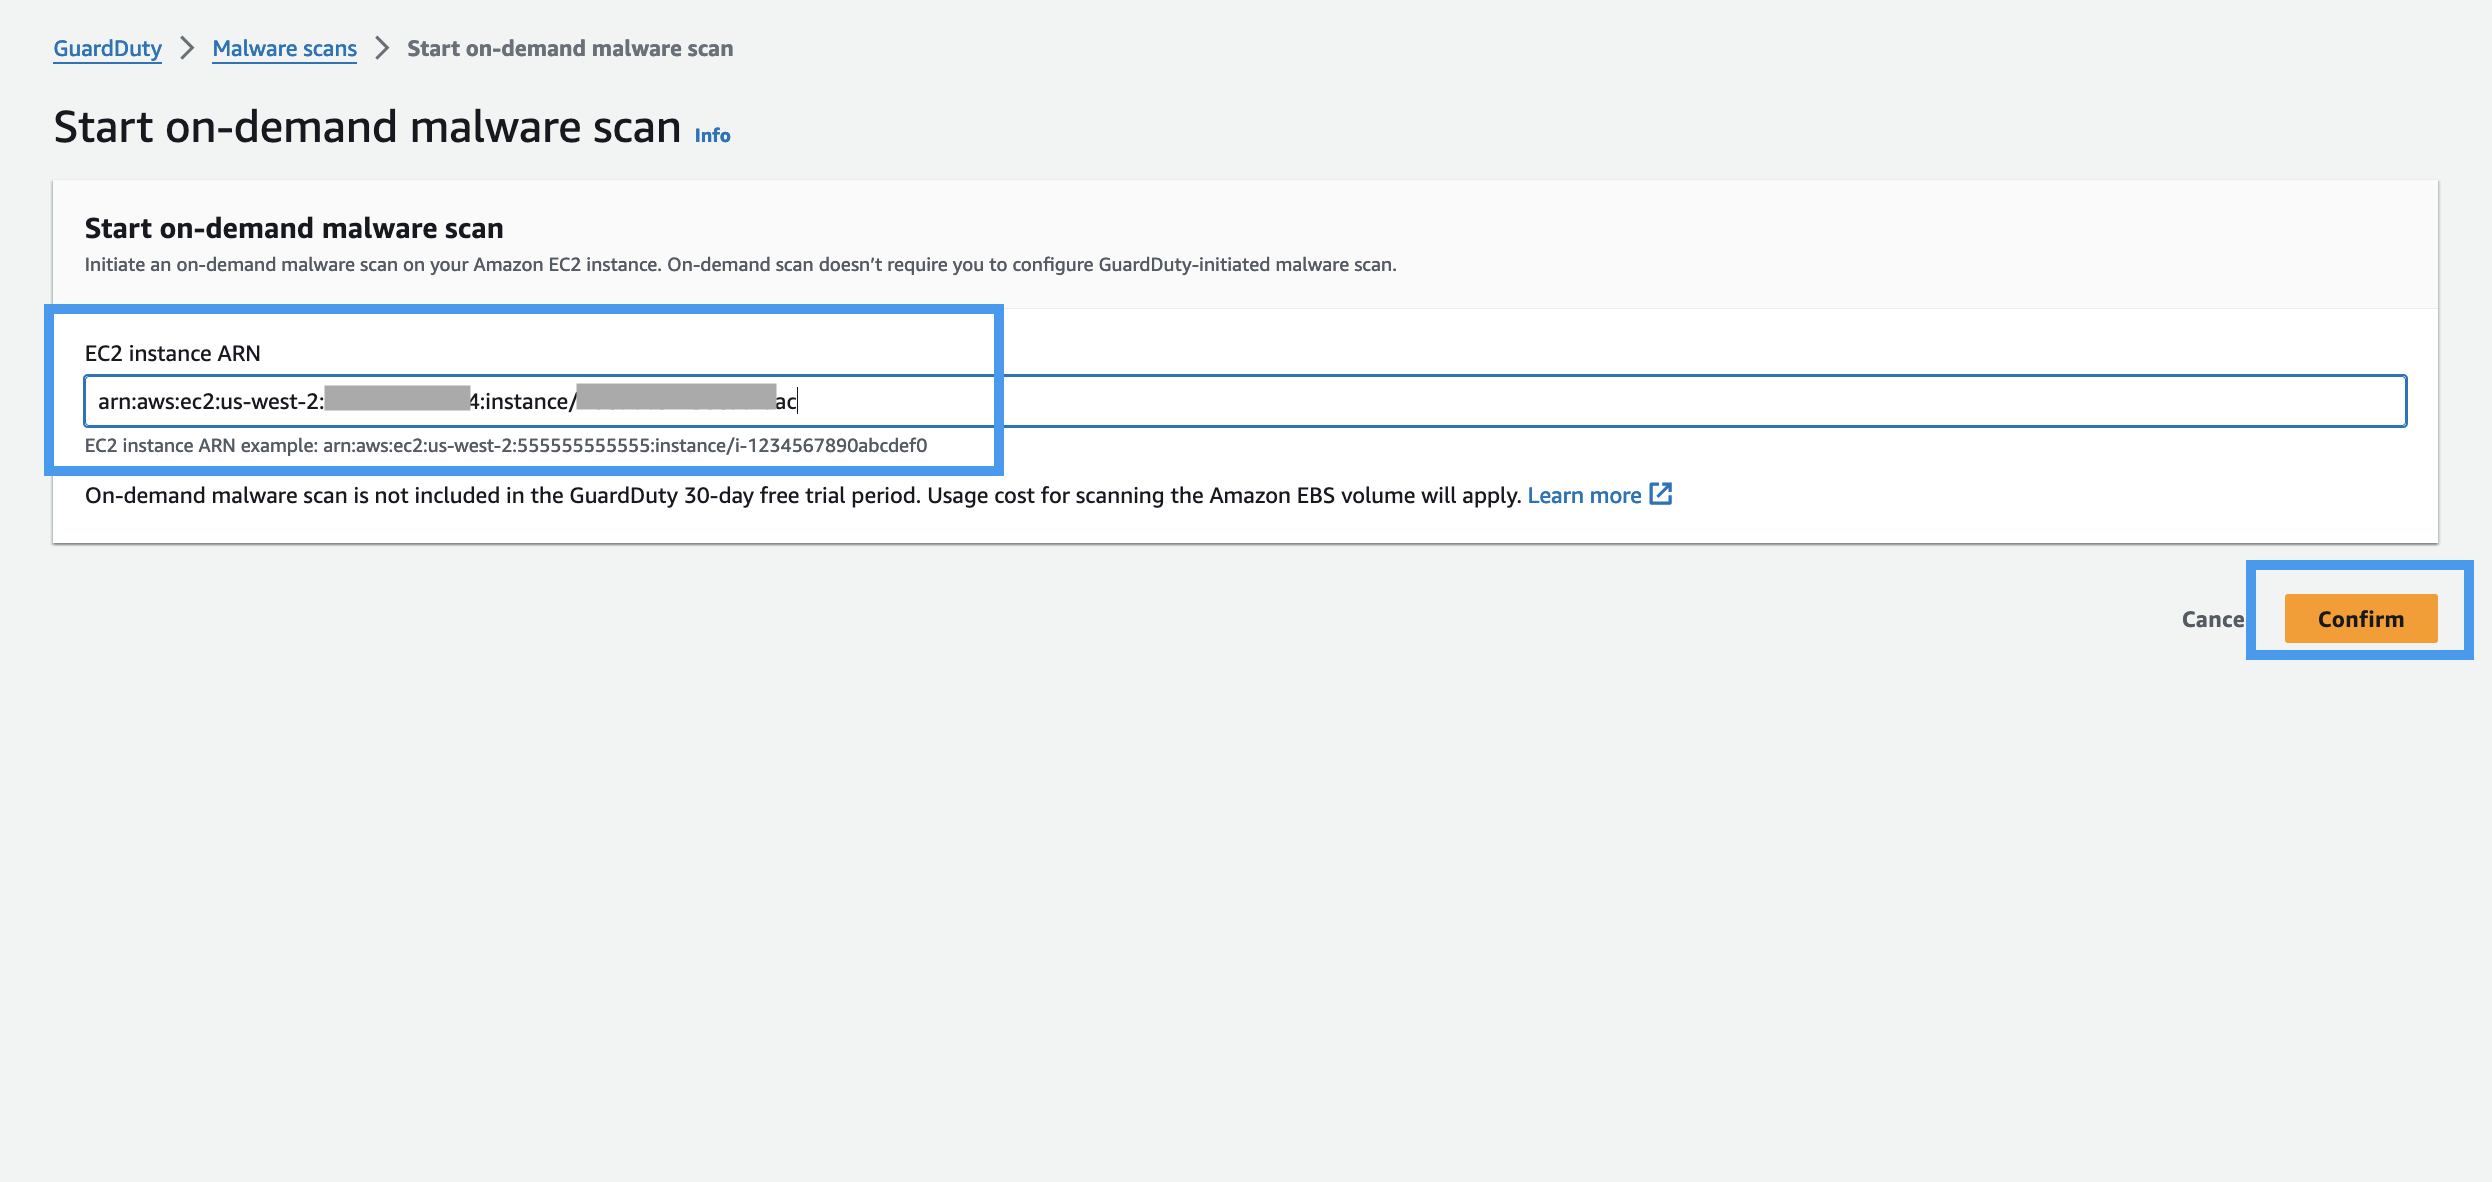 GuardDuty > Malware scans > Start on-demand malware scan
Start on-demand malware scan Info
Start on-demand malware scan
Initiate an on-demand malware scan on your Amazon EC2 instance. On-demand scan doesn't require you to configure GuardDuty-initiated malware scan.
EC2 instance ARN
arn:aws:ec2:us-west-2: 4:instance/ ac
EC2 instance ARN example: arn:aws:ec2:us-west-2:555555555555:instance/i-1234567890abcdef0
On-demand malware scan is not included in the GuardDuty 30-day free trial period. Usage cost for scanning the Amazon EBS volume will apply. Learn more
Cance Confirm